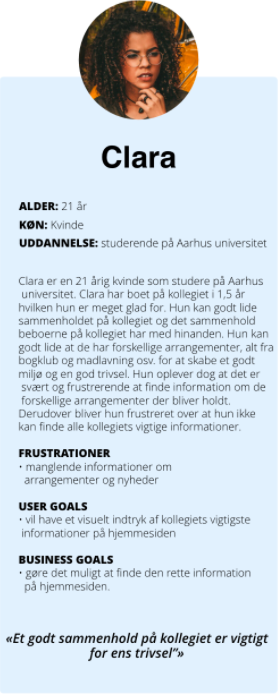 Clara
ALDER: 21 år
KØN: Kvinde
UDDANNELSE: studerende på Aarhus universitet
Clara er en 21 årig kvinde som studere på Aarhus
universitet. Clara har boet på kollegiet i 1,5 år
hvilken hun er meget glad for. Hun kan godt lide
sammenholdet på kollegiet og det sammenhold
beboerne på kollegiet har med hinanden. Hun kan
godt lide at de har forskellige arrangementer, alt fra
bogklub og madlavning osv. for at skabe et godt
miljø og en god trivsel. Hun oplever dog at det er
svært og frustrerende at finde information om de
forskellige arrangementer der bliver holdt.
Derudover bliver hun frustreret over at hun ikke
kan finde alle kollegiets vigtige informationer.
FRUSTRATIONER
• manglende informationer om
arrangementer og nyheder
USER GOALS
• vil have et visuelt indtryk af kollegiets vigtigste
informationer på hjemmesiden
BUSINESS GOALS
• gøre det muligt at finde den rette information
på hjemmesiden.
«Et godt sammenhold på kollegiet er vigtigt
for ens trivsel"»